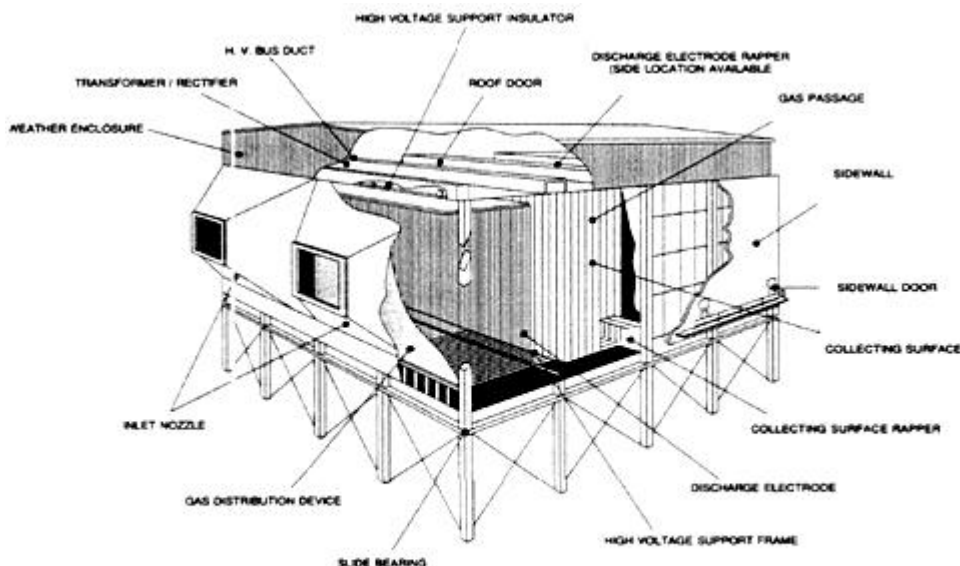 HIGH VOLTAGE SUPPORT INSULATOR
H. V. BUS DUCT
DISCHARGE ELECTRODE RAPPER
(SIDE LOCATION AVAILABLE
TRANSFORMER / RECTIFIER
ROOF DOOR
GAS PASSAGE
WEATHER ENCLOSURE
SIDEWALL
SIDEWALL DOOR
COLLECTING SURFACE
INLET NOZZLE
COLLECTING SURFACE RAPPER
GAS DISTRIBUTION DEVICE
DISCHARGE ELECTRODE
HIGH VOLTAGE SUPPORT FRAME
SLIDE BEARING